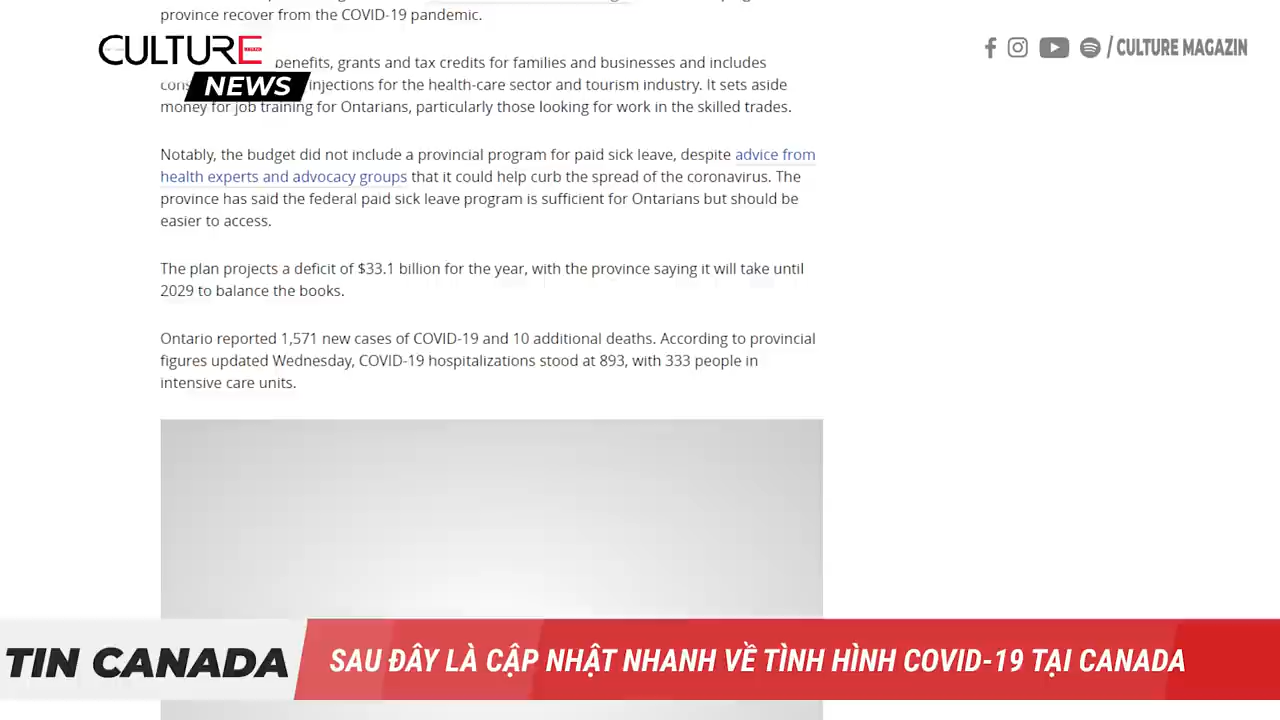 province recover from the COVID-19 pandemic.
CULTURE
NEWS
/ CULTURE MAGAZIN
benefits, grants and tax credits for families and businesses and includes
injections for the health-care sector and tourism industry. It sets aside
money for job training for Ontarians, particularly those looking for work in the skilled trades.
Notably, the budget did not include a provincial program for paid sick leave, despite advice from
health experts and advocacy groups that it could help curb the spread of the coronavirus. The
province has said the federal paid sick leave program is sufficient for Ontarians but should be
easier to access.
The plan projects a deficit of $33.1 billion for the year, with the province saying it will take until
2029 to balance the books.
Ontario reported 1,571 new cases of COVID-19 and 10 additional deaths. According to provincial
figures updated Wednesday, COVID-19 hospitalizations stood at 893, with 333 people in
intensive care units.
TIN CANADA
SAU ĐÂY LÀ CẬP NHẬT NHANH VỀ TÌNH HÌNH COVID-19 TẠI CANADA